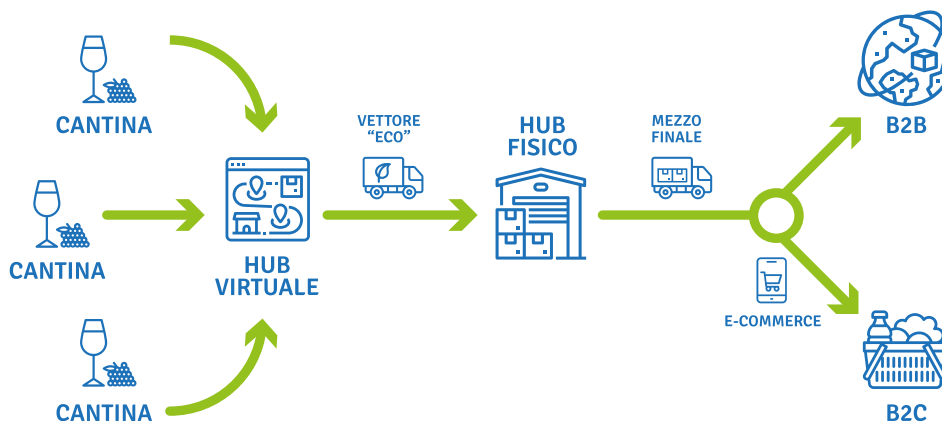 CANTINA
CANTINA
CANTINA
HUB
VIRTUALE
VETTORE
“ECO”
HUB
FISICO
MEZZO
FINALE
E-COMMERCE
B2B
B2C